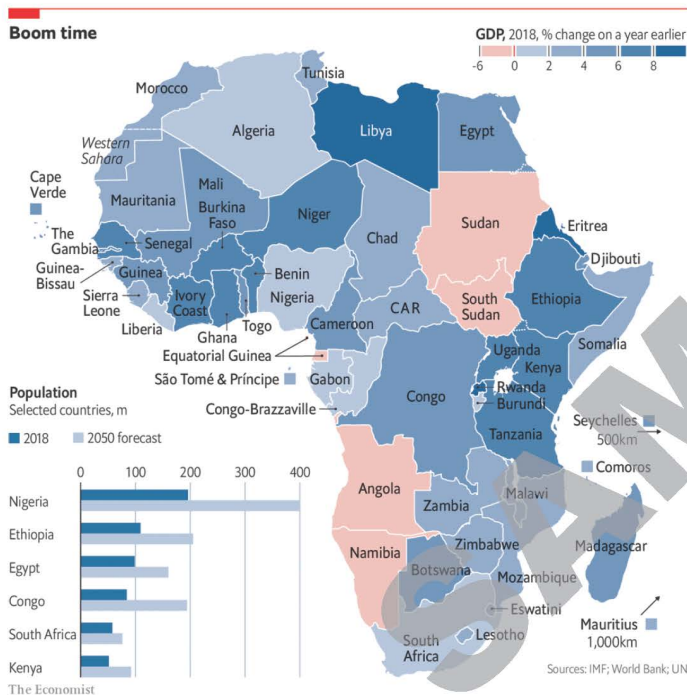 Boom time
GDP, 2018, % change on a year earlier
-6 0 2 4 6 8
Tunisia
Morocco
Algeria
Libya
Egypt
Western
Sahara
Cape
Verde
Mauritania
Mali
Burkina
Faso
Niger
Chad
Sudan
Eritrea
The
Gambia
Senegal
Djibouti
Guinea-
Bissau
Guinea
Benin
Nigeria
Sierra
Leone
Ivory
Coast
Togo
Liberia
Ghana
Cameroon
CAR
South
Sudan
Ethiopia
Somalia
Equatorial Guinea
Uganda
Kenya
São Tomé & Príncipe
Gabon
Congo
Rwanda
Burundi
Congo-Brazzaville
Tanzania
Seychelles
500km
Comoros
Angola
Zambia
Malawi
Zimbabwe
Namibia
Botswana
Mozambique
Madagascar
Eswatini
South
Africa
Lesotho
Mauritius
1,000km
Population
Selected countries, m
2018 2050 forecast
0 100 200 300 400
Nigeria
Ethiopia
Egypt
Congo
South Africa
Kenya
The Economist
Sources: IMF; World Bank; UN
SAM